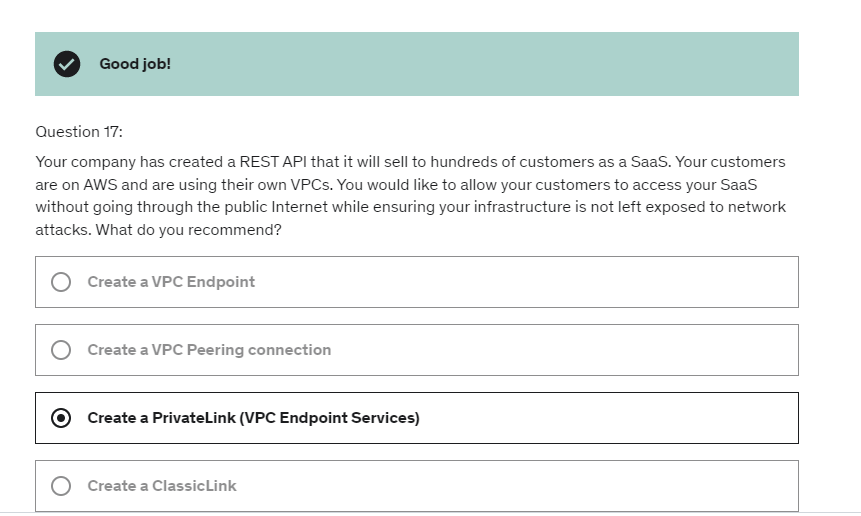 Good job!
Question 17:
Your company has created a REST API that it will sell to hundreds of customers as a SaaS. Your customers
are on AWS and are using their own VPCs. You would like to allow your customers to access your SaaS
without going through the public Internet while ensuring your infrastructure is not left exposed to network
attacks. What do you recommend?
Create a VPC Endpoint
Create a VPC Peering connection
Create a PrivateLink (VPC Endpoint Services)
Create a ClassicLink